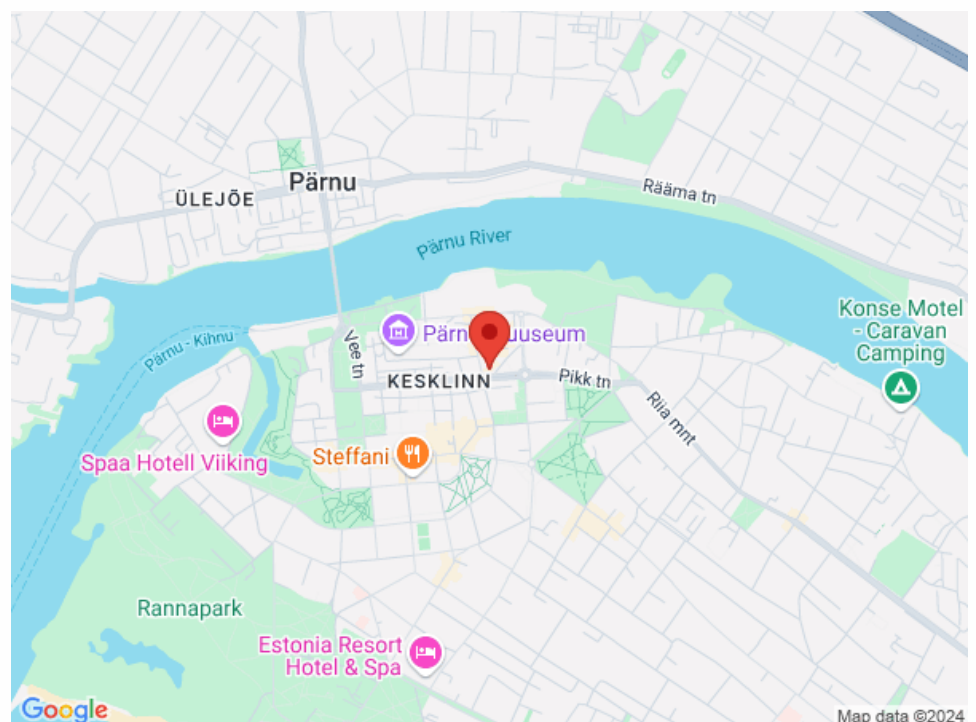 Rääma tn
Pärnu
ÜLEJÕE
Pärnu River
Konse Motel
- Caravan
Camping
Pärnu - Kihnu
Vee tn
KESKLINN
Pikk tn
Riia mnt
Steffani
Spaa Hotell Viiking
Rannapark
Estonia Resort
Hotel & Spa
Google
Map data ©2024